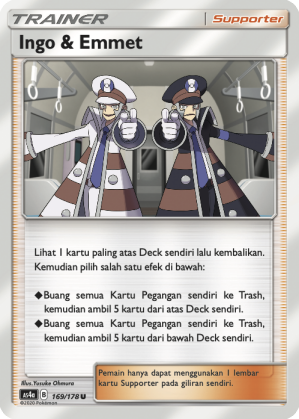 TRAINER
Supporter
Ingo & Emmet
Lihat 1 kartu paling atas Deck sendiri lalu kembalikan.
Kemudian pilih salah satu efek di bawah:
◆Buang semua Kartu Pegangan sendiri ke Trash,
kemudian ambil 5 kartu dari atas Deck sendiri.
◆Buang semua Kartu Pegangan sendiri ke Trash,
kemudian ambil 5 kartu dari bawah Deck sendiri.
Illus.Yusuke Ohmura
AS4a B 169/178 U
©2020 Pokémon
Pemain hanya dapat menggunakan 1 lembar
kartu Supporter pada giliran sendiri.